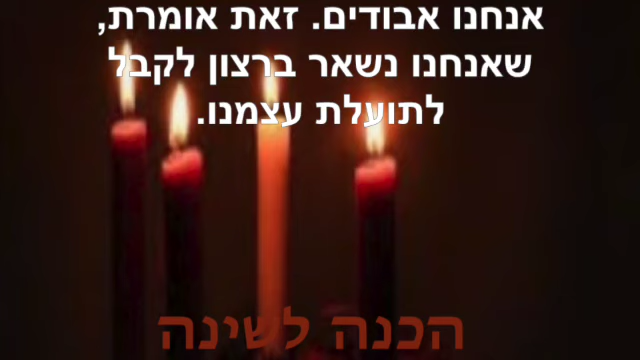 אנחנו אבודים. זאת אומרת,
שאנחנו נשאר ברצון לקבל
לתועלת עצמנו.
הכנה לשינה